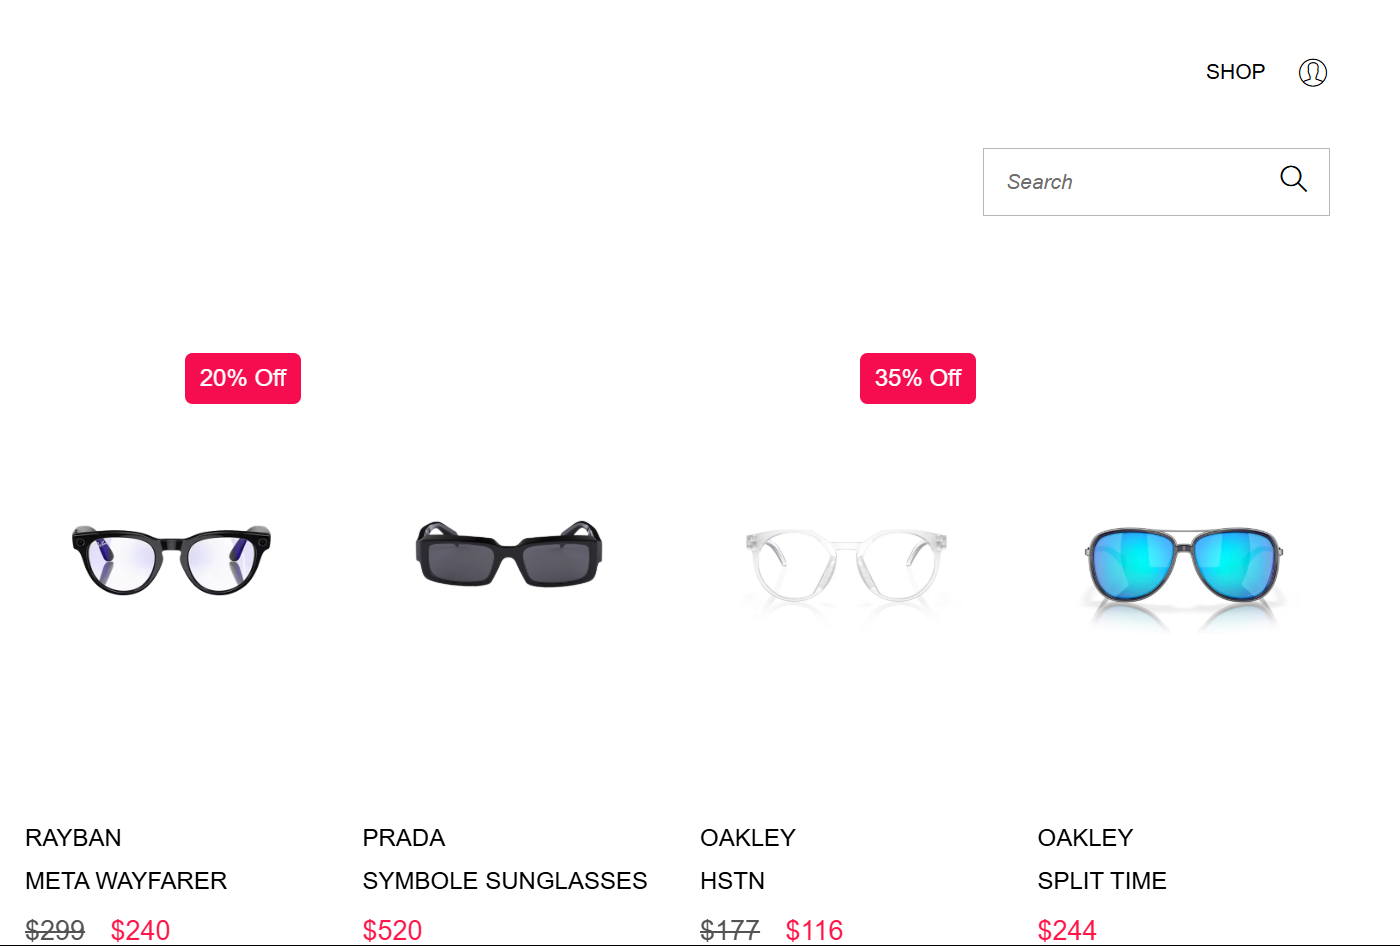 SHOP
Search
20% Off
35% Off
RAYBAN
META WAYFARER
$299 $240
PRADA
SYMBOLE SUNGLASSES
$520
OAKLEY
HSTN
$177 $116
OAKLEY
SPLIT TIME
$244